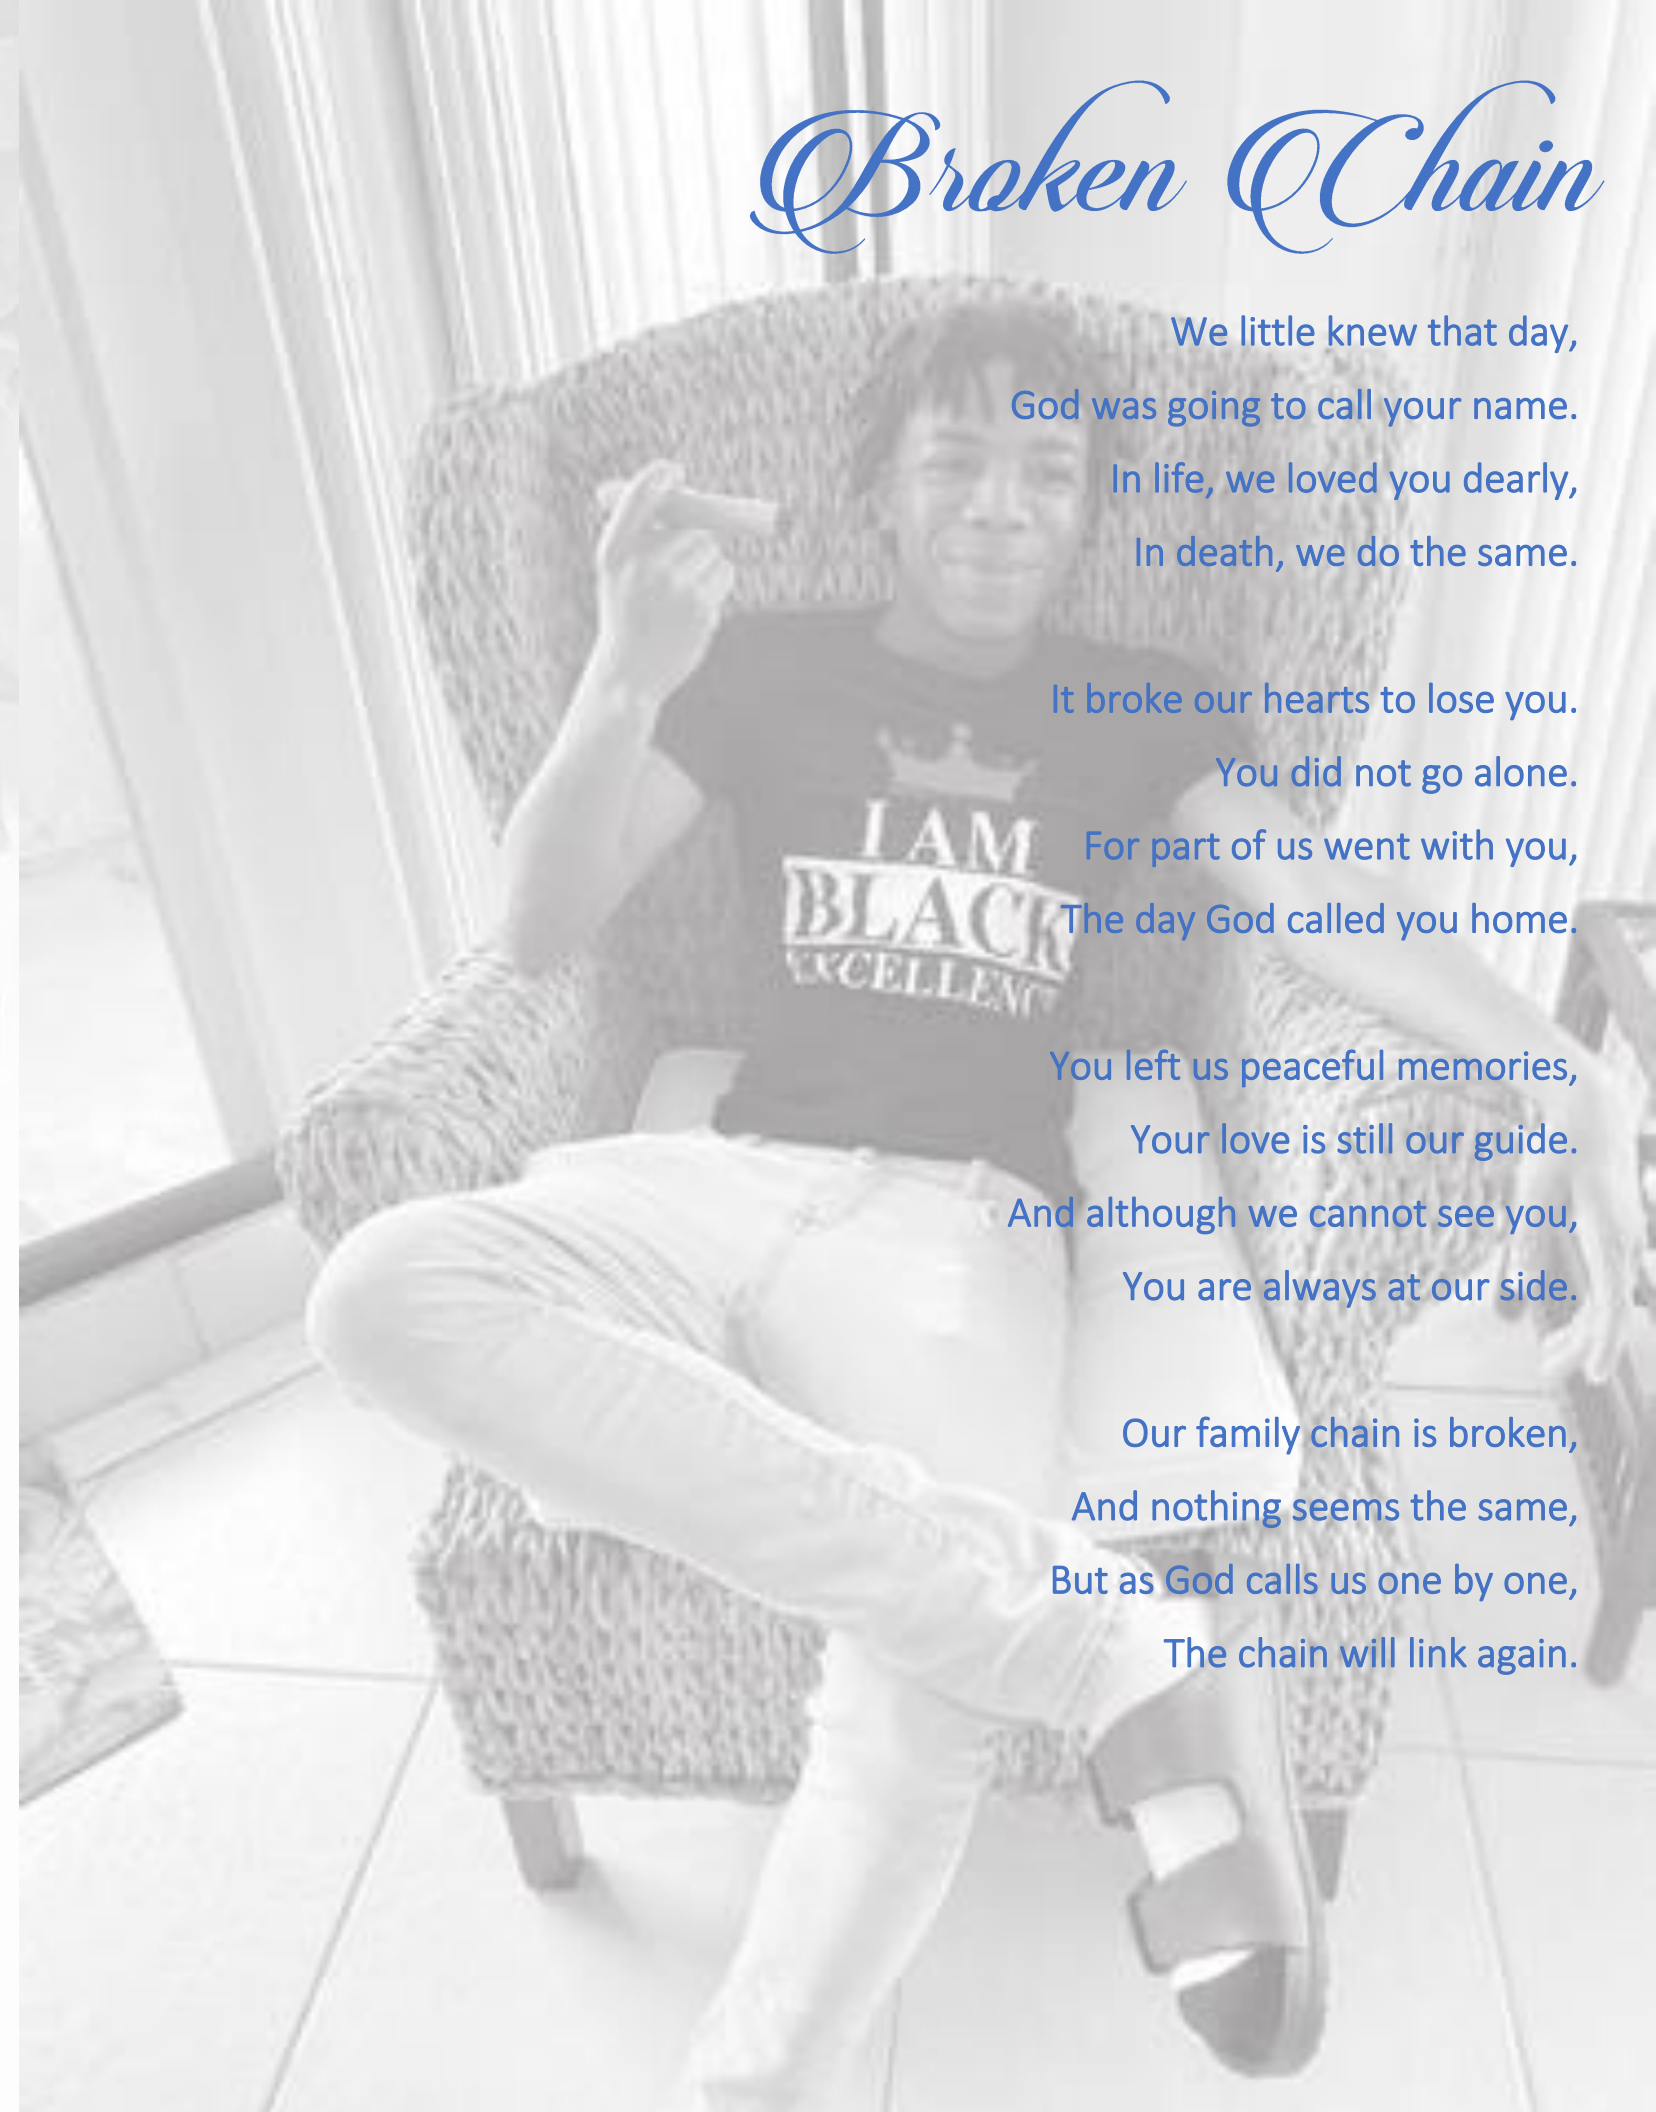 Broken Chain
We little knew that day,
God was going to call your name.
In life, we loved you dearly,
In death, we do the same.
It broke our hearts to lose you.
You did not go alone.
For part of us went with you,
The day God called you home.
You left us peaceful memories,
Your love is still our guide.
And although we cannot see you,
You are always at our side.
Our family chain is broken,
And nothing seems the same,
But as God calls us one by one,
The chain will link again.
I AM
BLACK
EXCELLENCE